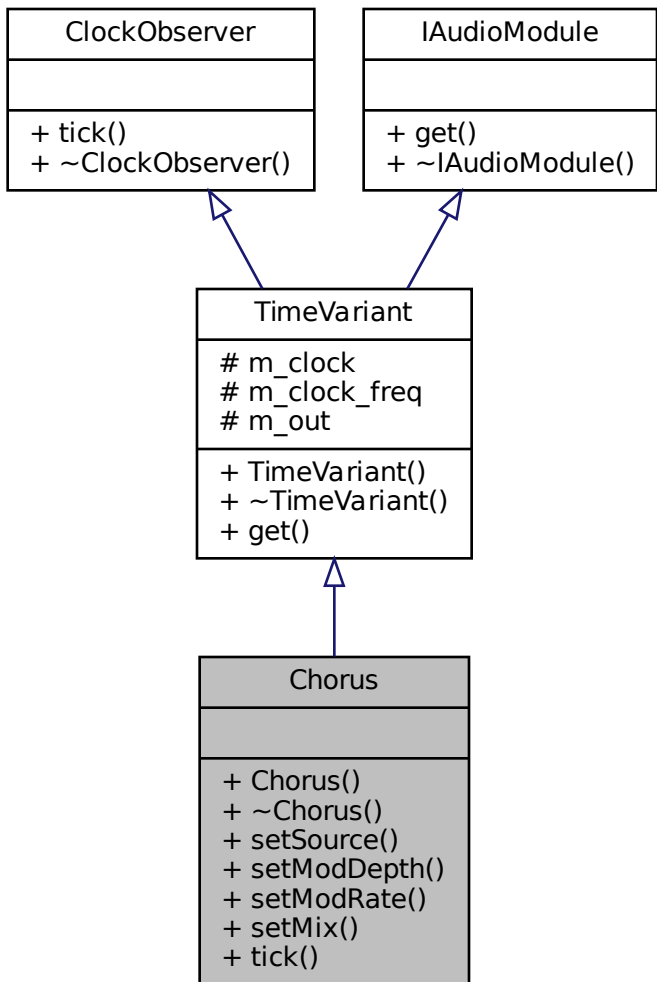 ClockObserver
+ tick()
+ ~ClockObserver()
IAudioModule
+ get()
+ ~IAudioModule()
TimeVariant
# m_clock
# m_clock_freq
# m_out
+ TimeVariant()
+ ~TimeVariant()
+ get()
Chorus
+ Chorus()
+ ~Chorus()
+ setSource()
+ setModDepth()
+ setModRate()
+ setMix()
+ tick()